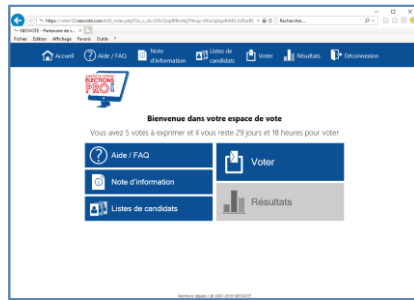 Rechercher...
NEOVOTE - Partenaire de v...
Fichier Edition Affichage Favoris Outils ?
Accueil
Aide / FAQ
Note d'information
Listes de candidats
Voter
Résultats
Déconnexion
ELECTIONS
PRO
Bienvenue dans votre espace de vote
Vous avez 5 votes à exprimer et il vous reste 29 jours et 18 heures pour voter
Aide / FAQ
Voter
Note d'information
Listes de candidats
Résultats
Mentions légales | © 2007-2018 NEOVOTE